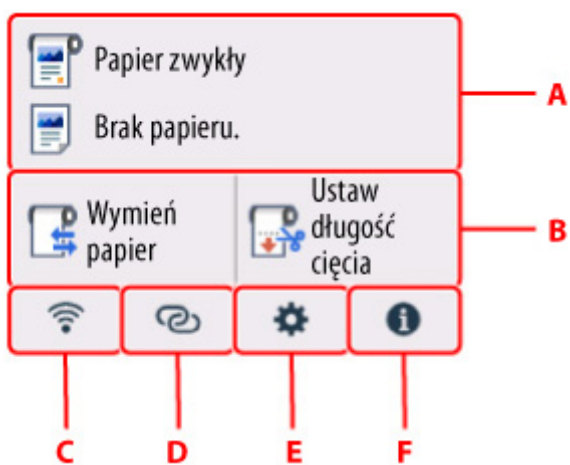 Papier zwykły
A
Brak papieru.
Wymień
papier
Ustaw
długość
cięcia
B
C
D
E
F